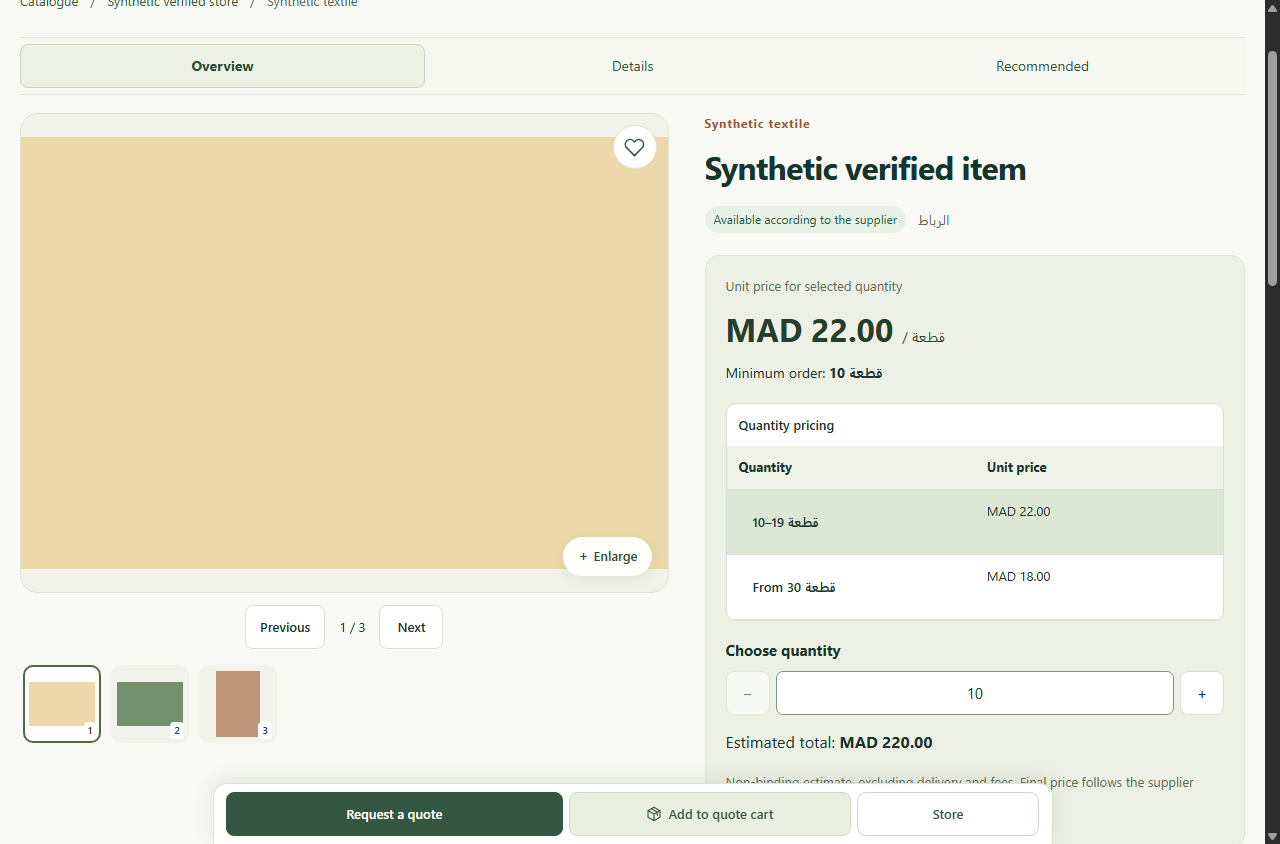 Catalogue / Synthetic verified store / Synthetic textile
Overview
Details
Recommended
Synthetic textile
Synthetic verified item
Available according to the supplier الرباط
Unit price for selected quantity
MAD 22.00 / قطعة
Minimum order: 10 قطعة
Quantity pricing
Quantity Unit price
10–19 قطعة MAD 22.00
From 30 قطعة MAD 18.00
Choose quantity
− 10 +
Estimated total: MAD 220.00
Non-binding estimate, excluding delivery and fees. Final price follows the supplier
+ Enlarge
Previous 1 / 3 Next
1 2 3
Request a quote
Add to quote cart
Store